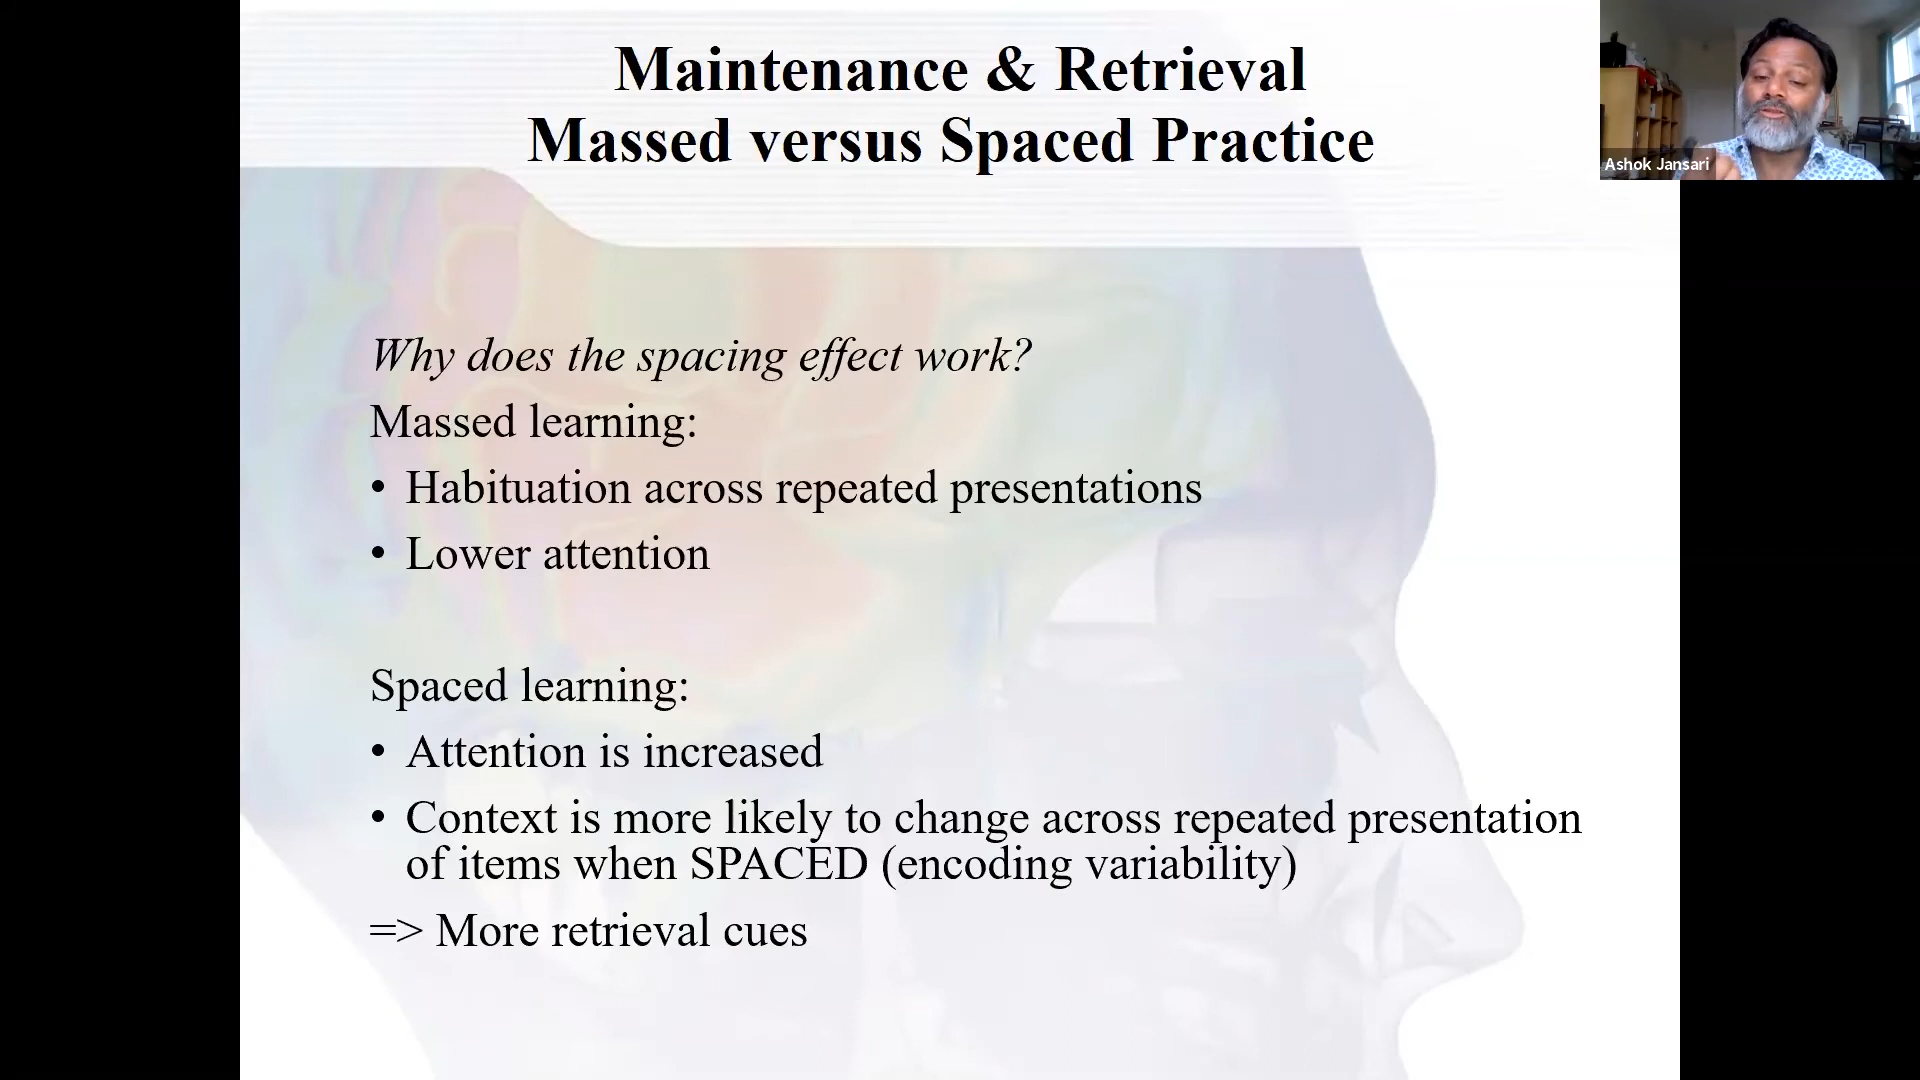 Maintenance & Retrieval
Massed versus Spaced Practice
Ashok Jansari
Why does the spacing effect work?
Massed learning:
• Habituation across repeated presentations
• Lower attention
Spaced learning:
• Attention is increased
• Context is more likely to change across repeated presentation
of items when SPACED (encoding variability)
=> More retrieval cues